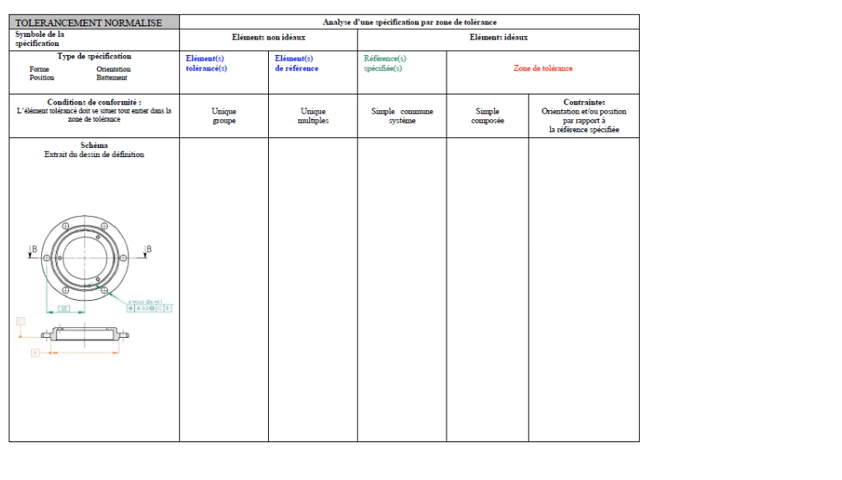 TOLERANCEMENT NORMALISE
Analyse d'une spécification par zone de tolérance
Symbole de la
spécification
Eléments non idéaux
Eléments idéaux
Type de spécification
Forme Orientation
Position Battement
Elément(s)
tolérancé(s)
Elément(s)
de référence
Référence(s)
spécifiée(s)
Zone de tolérance
Conditions de conformité :
L'élément tolérancé doit se situer tout entier dans la
zone de tolérance
Unique
groupe
Unique
multiples
Simple commune
système
Simple
composée
Contraintes
Orientation et/ou position
par rapport à
la référence spécifiée
Schéma
Extrait du dessin de définition
B B